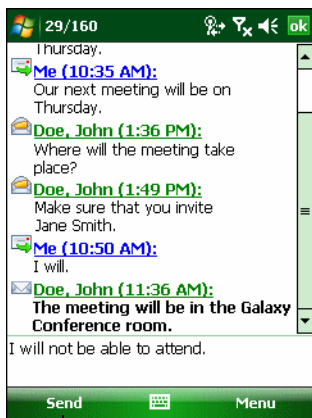 29/160
ok
Thursday.
Me (10:35 AM):
Our next meeting will be on
Thursday.
Doe, John (1:36 PM):
Where will the meeting take
place?
Doe, John (1:49 PM):
Make sure that you invite
Jane Smith.
Me (10:50 AM):
I will.
Doe, John (11:36 AM):
The meeting will be in the Galaxy
Conference room.
I will not be able to attend.
Send
Menu